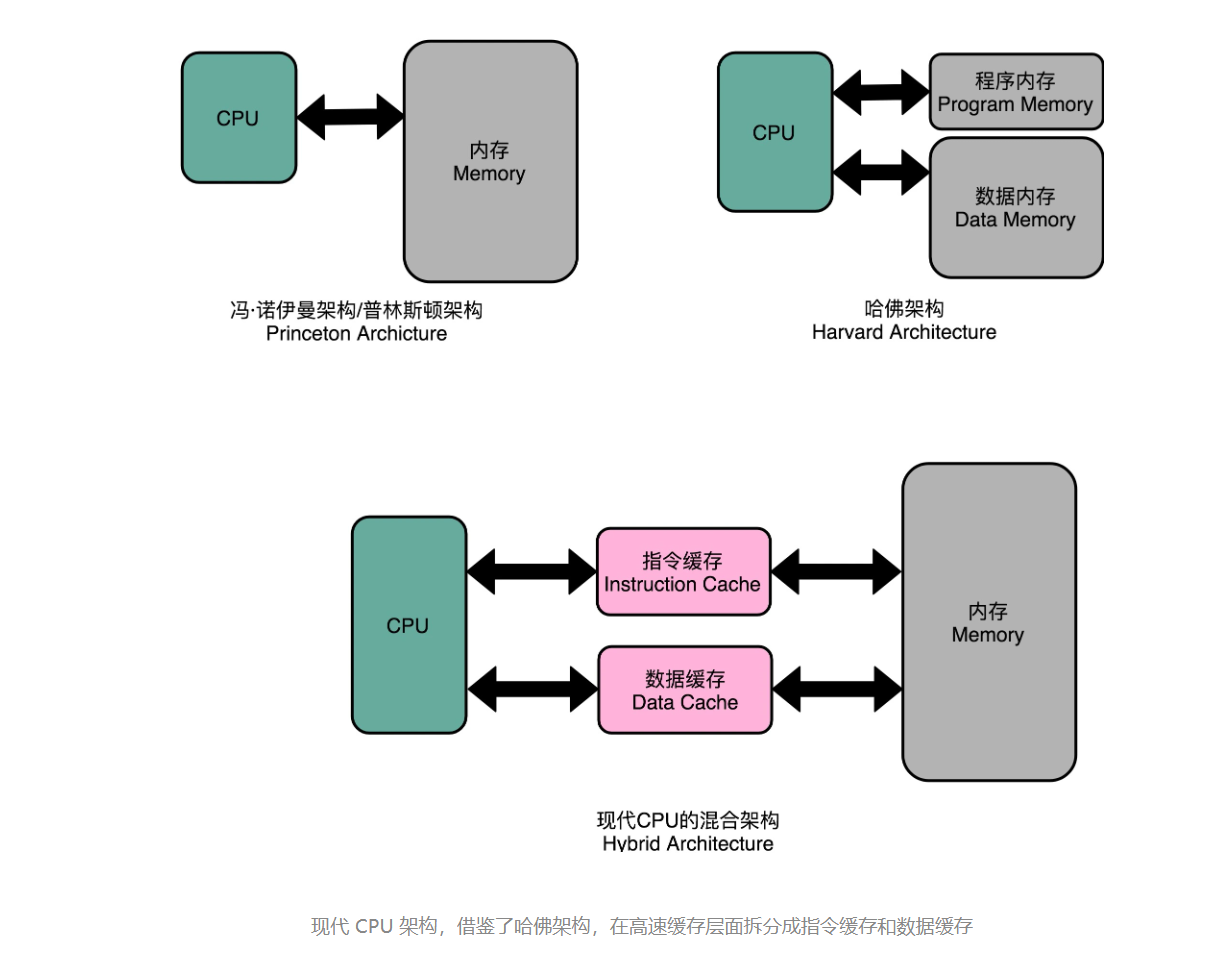 CPU
内存
Memory
冯·诺伊曼架构/普林斯顿架构
Princeton Archicture
CPU
程序内存
Program Memory
数据内存
Data Memory
哈佛架构
Harvard Architecture
CPU
指令缓存
Instruction Cache
数据缓存
Data Cache
内存
Memory
现代CPU的混合架构
Hybrid Architecture
现代 CPU 架构，借鉴了哈佛架构，在高速缓存层面拆分成指令缓存和数据缓存